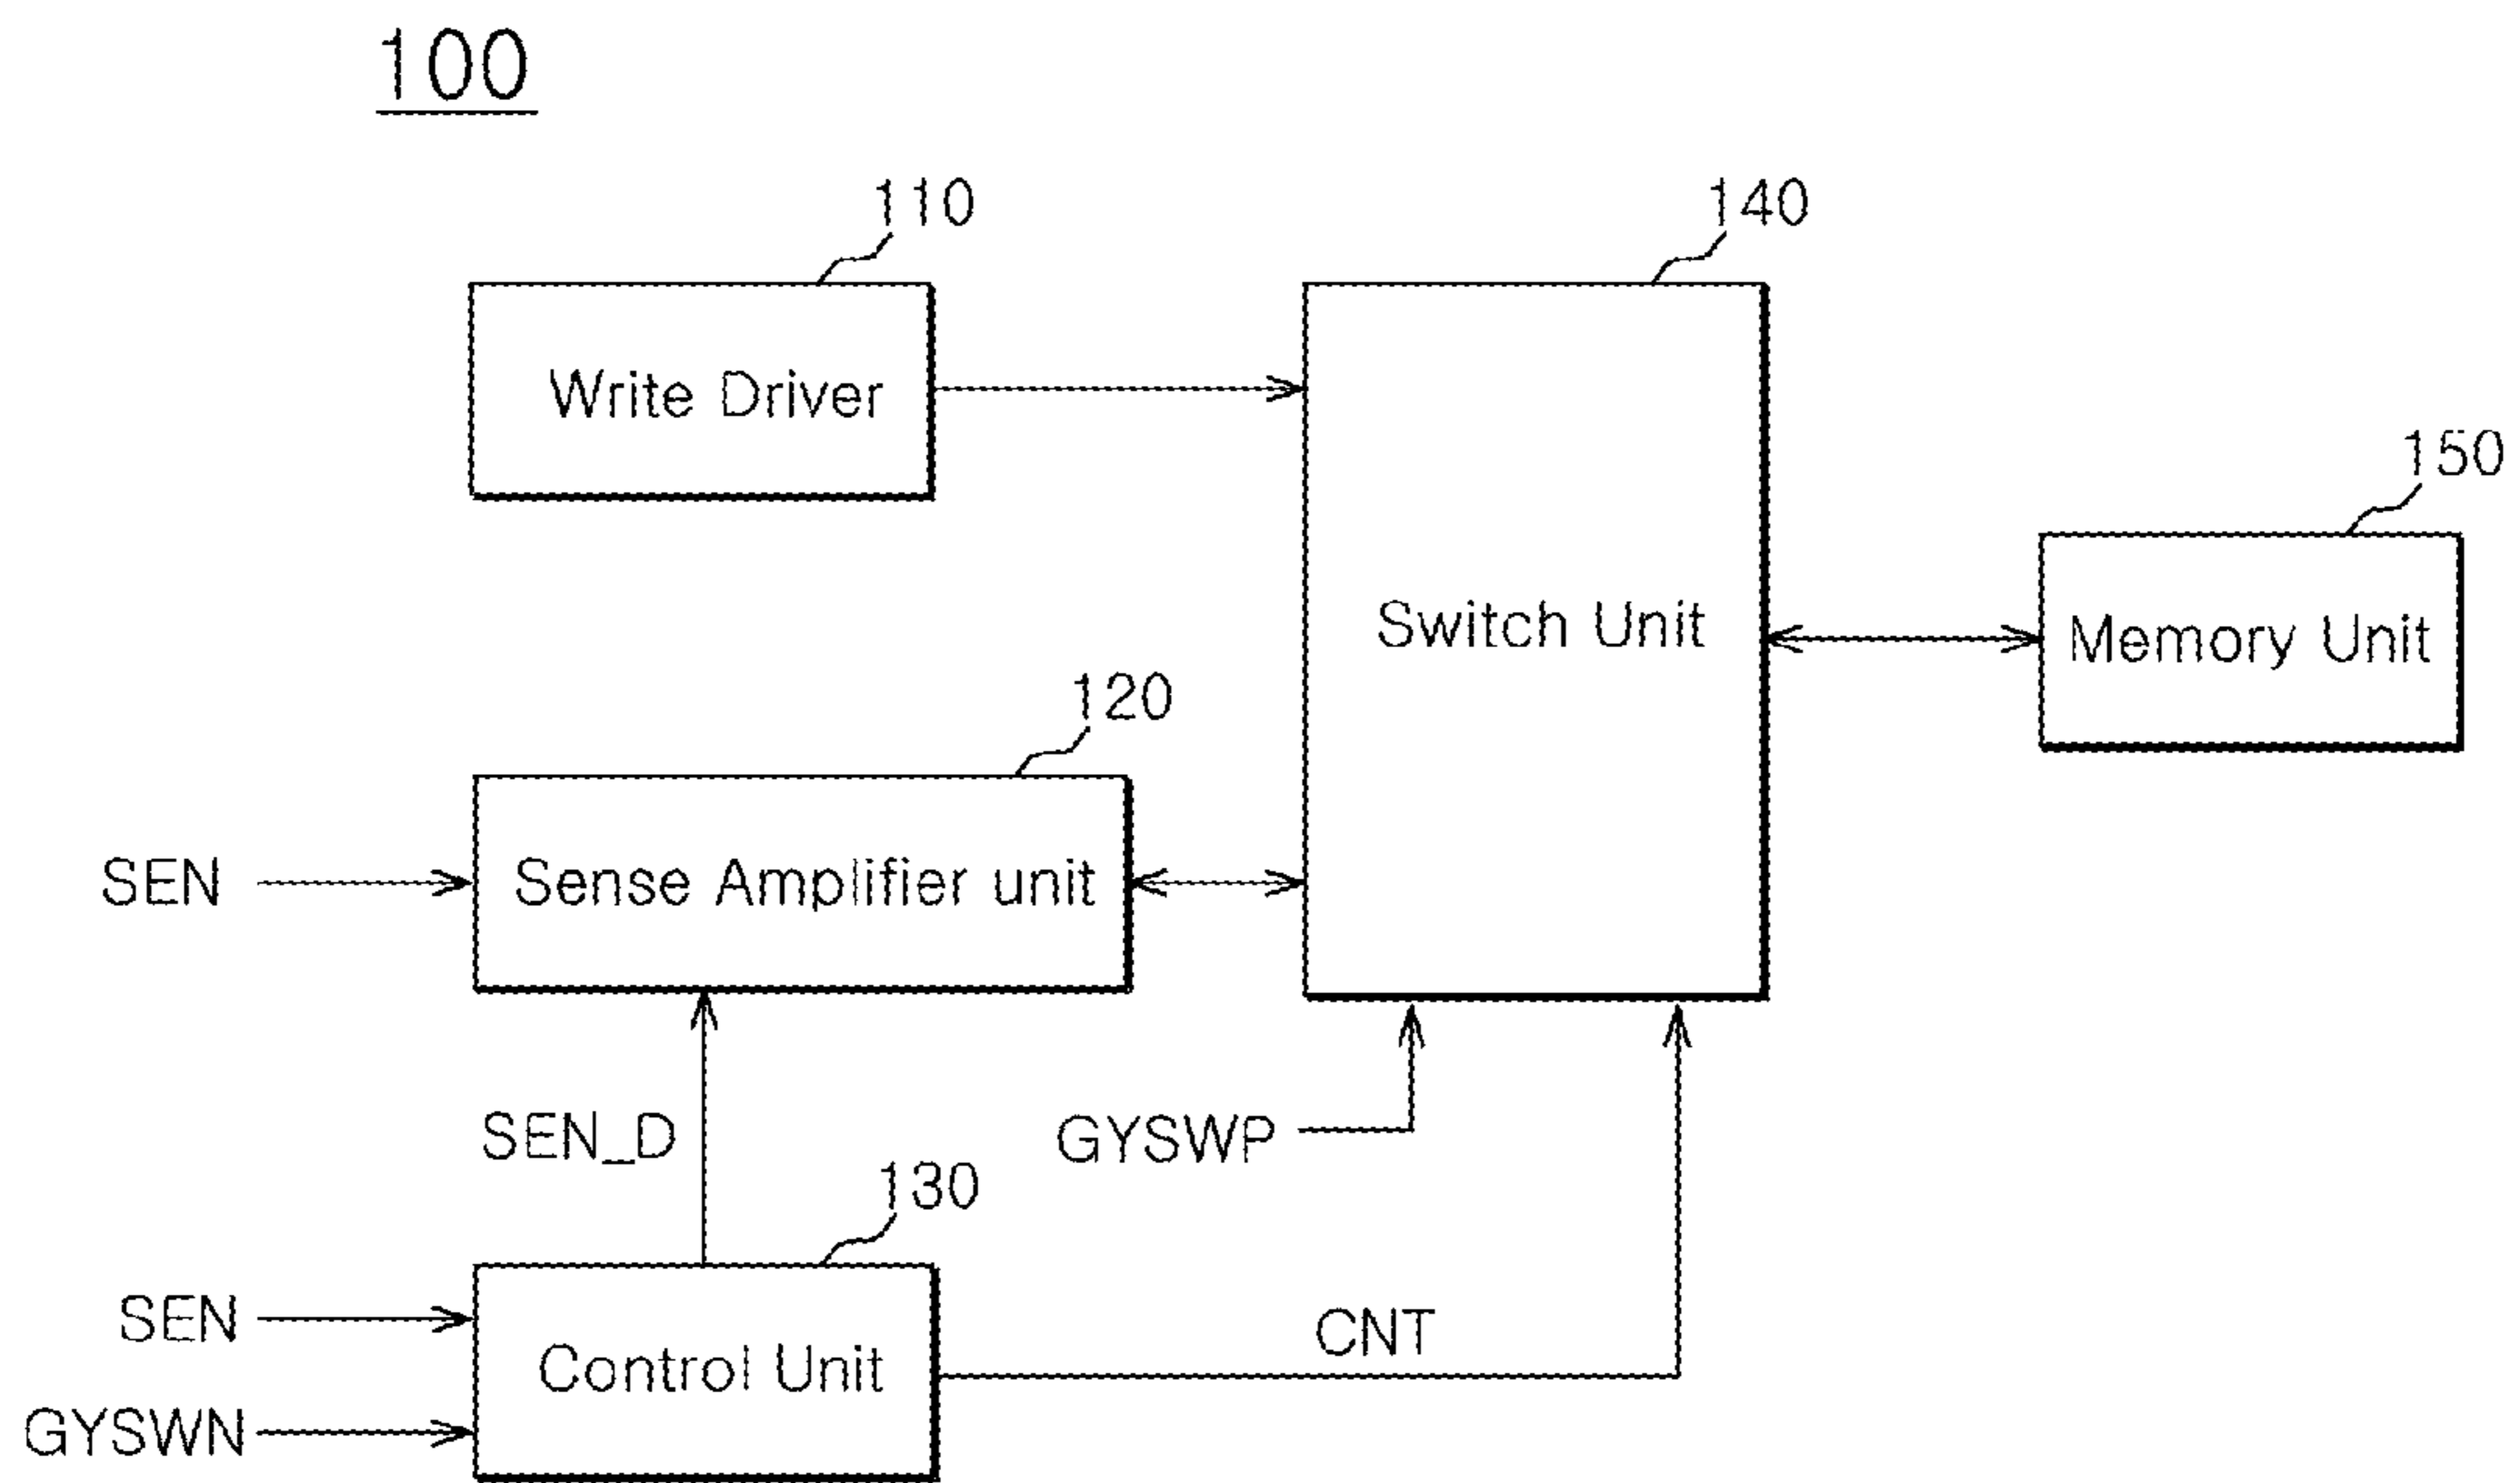 100
110
140
Write Driver
150
Switch Unit
Memory Unit
120
SEN
Sense Amplifier unit
SEN_D
GYSWP
130
SEN
CNT
Control Unit
GYSWN